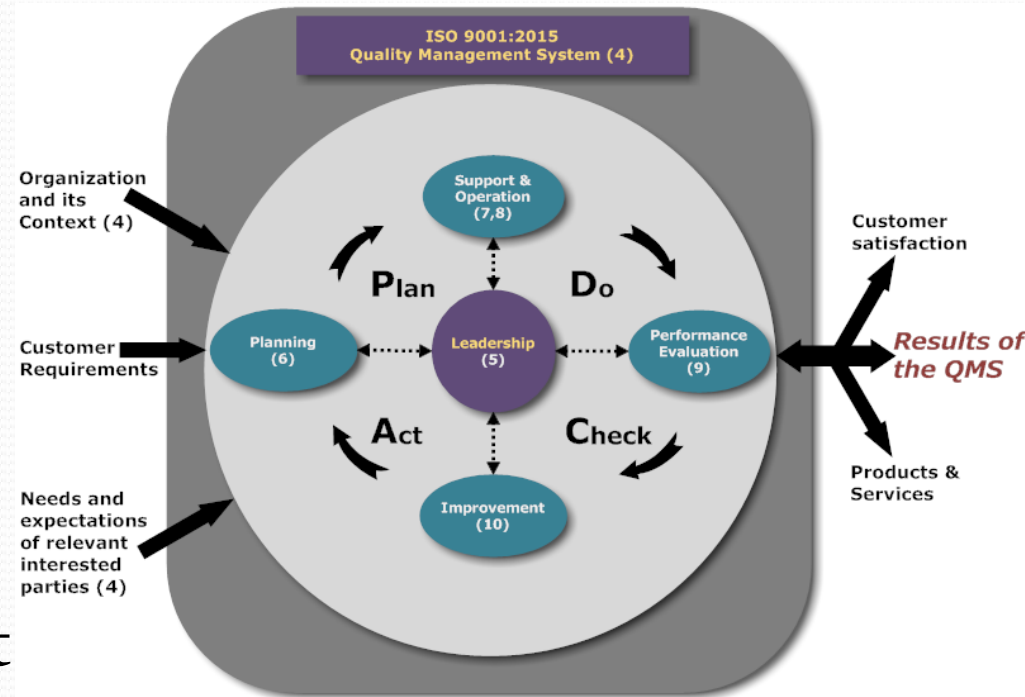 ISO 9001:2015
Quality Management System (4)
Organization
and its
Context (4)
Customer
Requirements
Needs and
expectations
of relevant
interested
parties (4)
Support &
Operation
(7,8)
Plan
Do
Planning
(6)
Leadership
(5)
Performance
Evaluation
(9)
Act
Check
Improvement
(10)
Customer
satisfaction
Results of
the QMS
Products &
Services
t